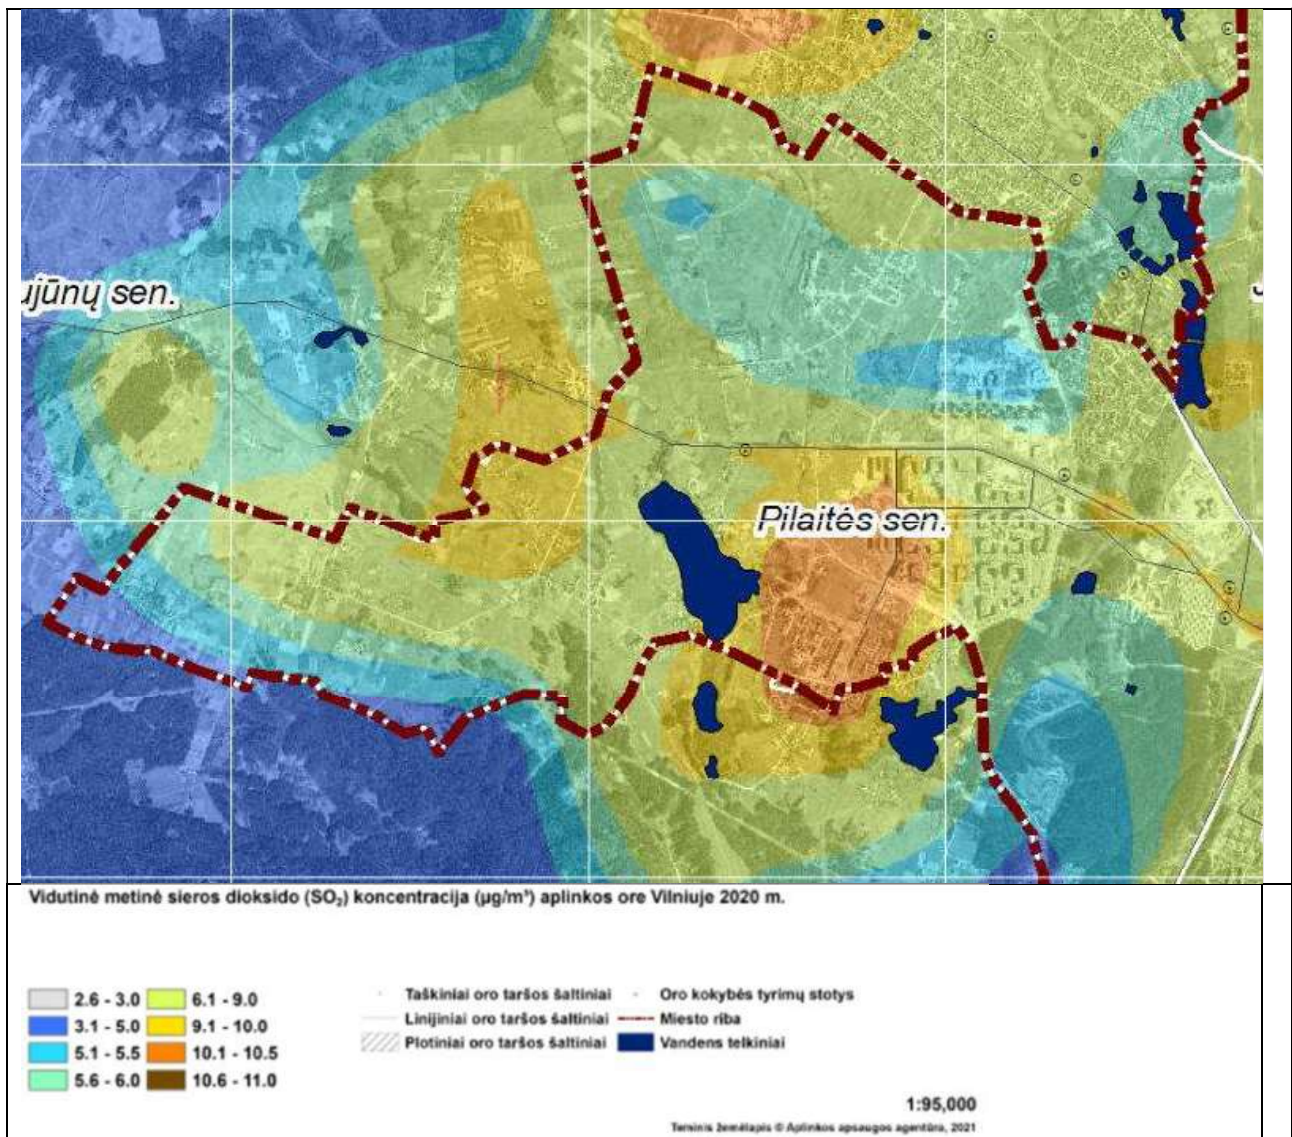 ujūnų sen.
Pilaitės sen.
Vidutinė metinė sieros dioksido (SO₂) koncentracija (µg/m³) aplinkos ore Vilniuje 2020 m.
2.6 - 3.0
3.1 - 5.0
5.1 - 5.5
5.6 - 6.0
6.1 - 9.0
9.1 - 10.0
10.1 - 10.5
10.6 - 11.0
Taškiniai oro taršos šaltiniai
Linijiniai oro taršos šaltiniai
Plotiniai oro taršos šaltiniai
Oro kokybės tyrimų stotys
Miesto riba
Vandens telkiniai
1:95,000
Teminis žemėlapis © Aplinkos apsaugos agentūra, 2021